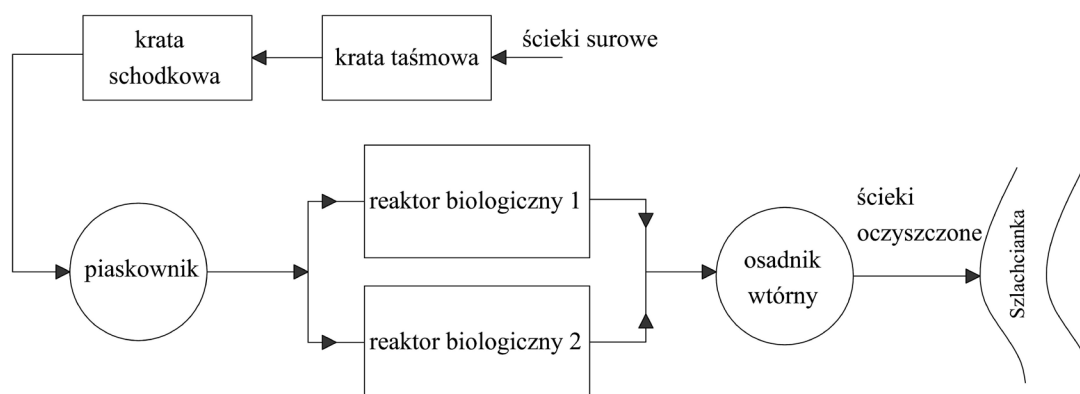 krata
schodkowa
krata taśmowa
ścieki surowe
piaskownik
reaktor biologiczny 1
reaktor biologiczny 2
osadnik
wtórny
ścieki
oczyszczone
Szlachcianka